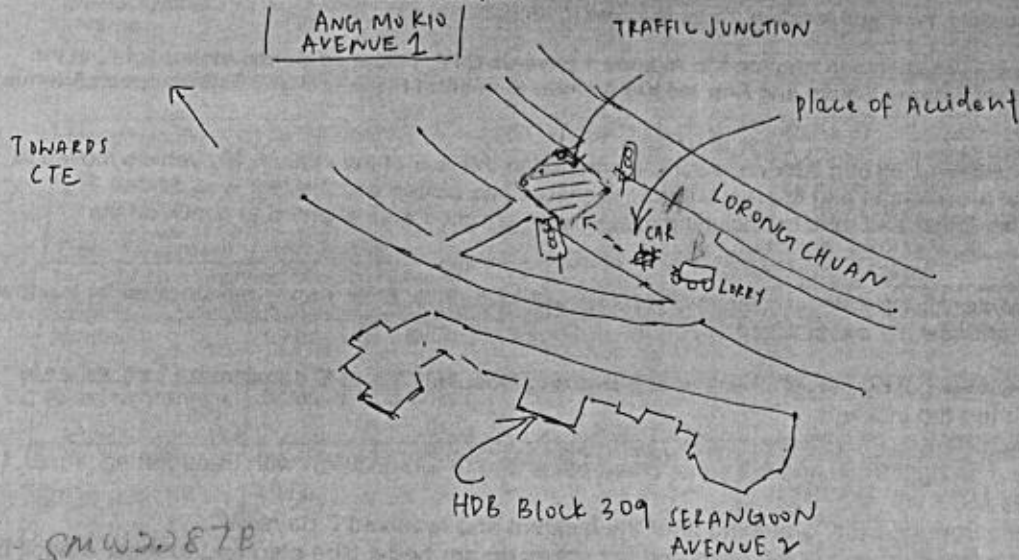 ANG MO KIO
AVENUE 1
TRAFFIC JUNCTION
place of Accident
TOWARDS
CTE
LORONG CHUAN
A
CAR
B
LORRY
HDB Block 309
SERANGOON
AVENUE 2